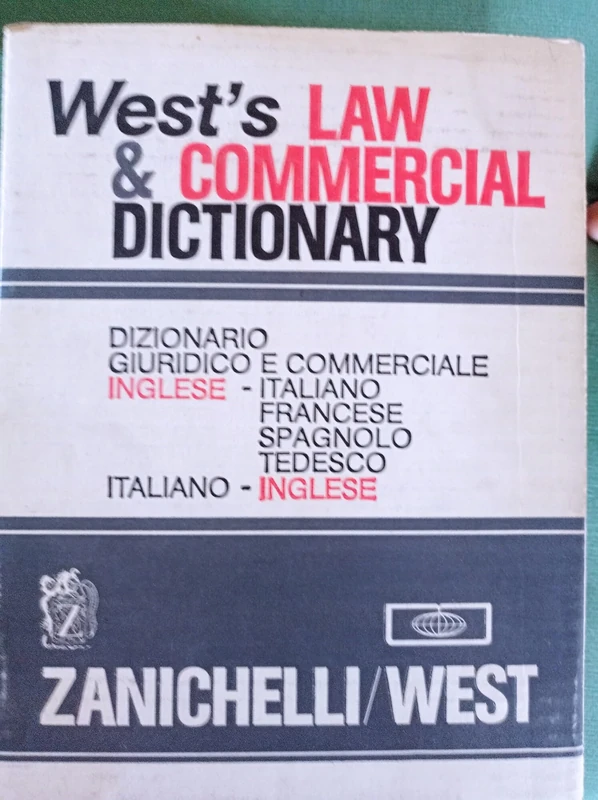 West's LAW
& COMMERCIAL
DICTIONARY
DIZIONARIO
GIURIDICO E COMMERCIALE
INGLESE - ITALIANO
FRANCESE
SPAGNOLO
TEDESCO
ITALIANO - INGLESE
Z
ZANICHELLI/WEST